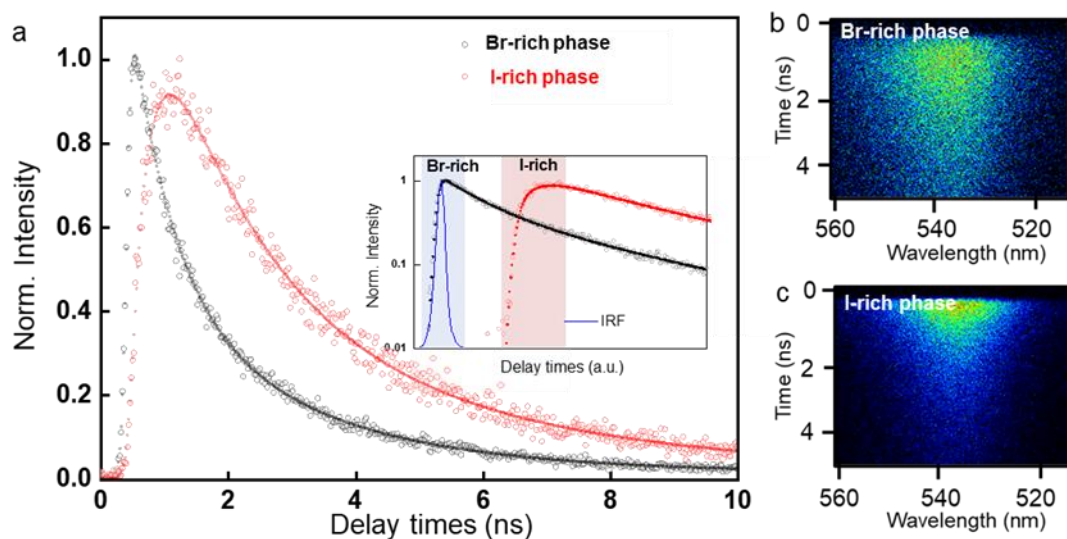 a
Norm. Intensity
1.0
0.8
0.6
0.4
0.2
0.0
0
2
4
6
8
10
Delay times (ns)
Br-rich phase
I-rich phase
Br-rich
I-rich
Norm. Intensity
1
0.1
0.01
IRF
Delay times (a.u.)
b
Br-rich phase
Time (ns)
0
2
4
560
540
520
Wavelength (nm)
c
I-rich phase
Time (ns)
0
2
4
560
540
520
Wavelength (nm)